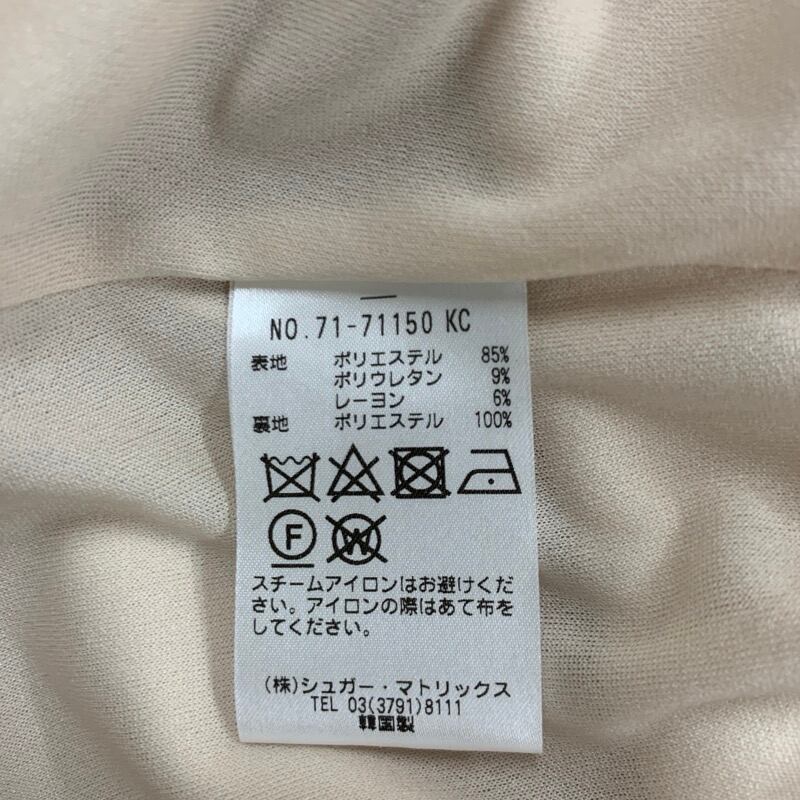 NO.71-71150 KC
表地 ポリエステル 85%
ポリウレタン 9%
レーヨン 6%
裏地 ポリエステル 100%
F W
スチームアイロンはお避けくだ
さい。アイロンの際はあて布を
してください。
(株)シュガー・マトリックス
TEL 03(3791)8111